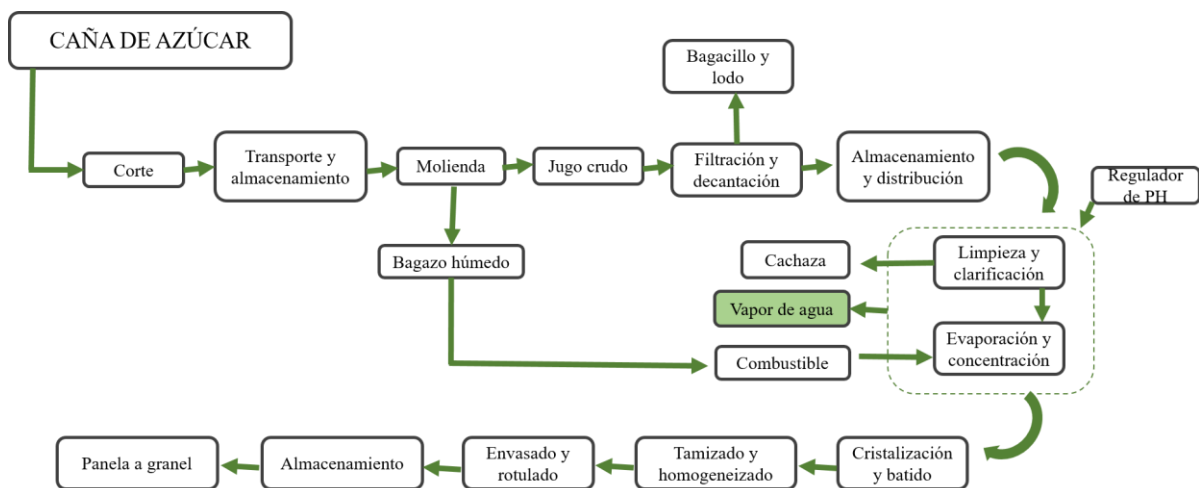 CAÑA DE AZÚCAR
Bagacillo y
lodo
Corte
Transporte y
almacenamiento
Molienda
Jugo crudo
Filtración y
decantación
Almacenamiento
y distribución
Regulador
de PH
Bagazo húmedo
Cachaza
Limpieza y
clarificación
Vapor de agua
Combustible
Evaporación y
concentración
Panela a granel
Almacenamiento
Envasado y
rotulado
Tamizado y
homogeneizado
Cristalización
y batido